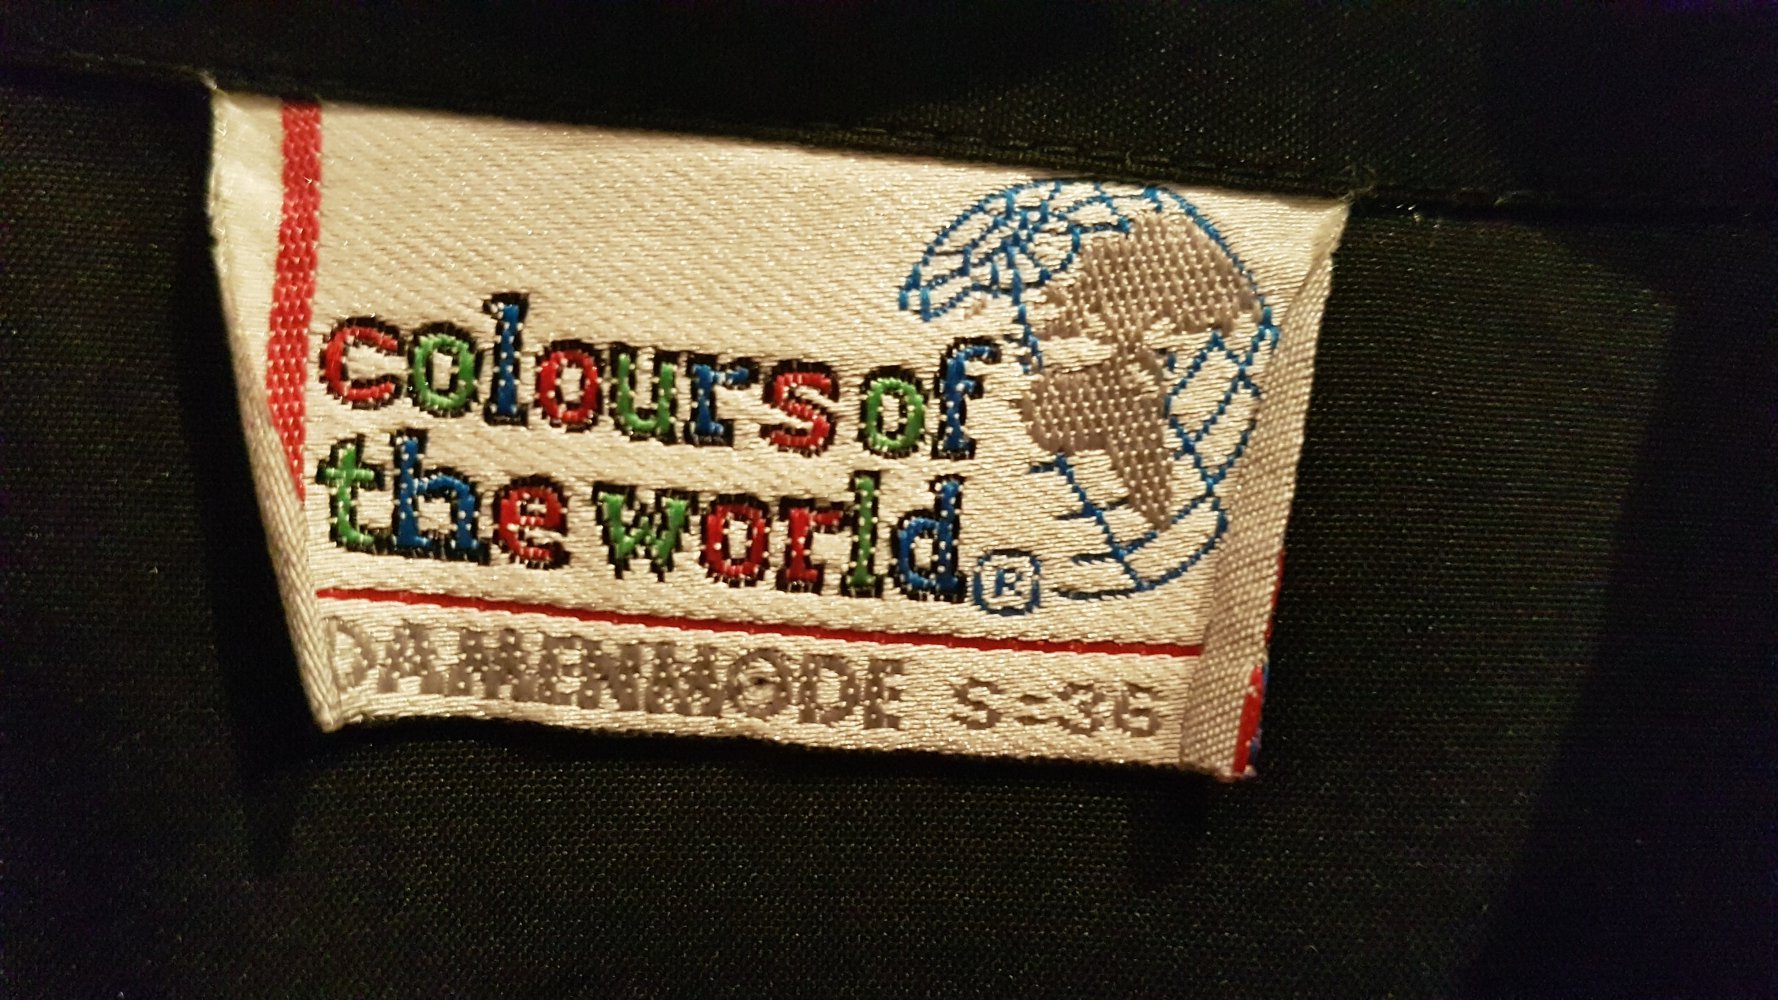 colours of
the world ®
DAMENMODE S=36